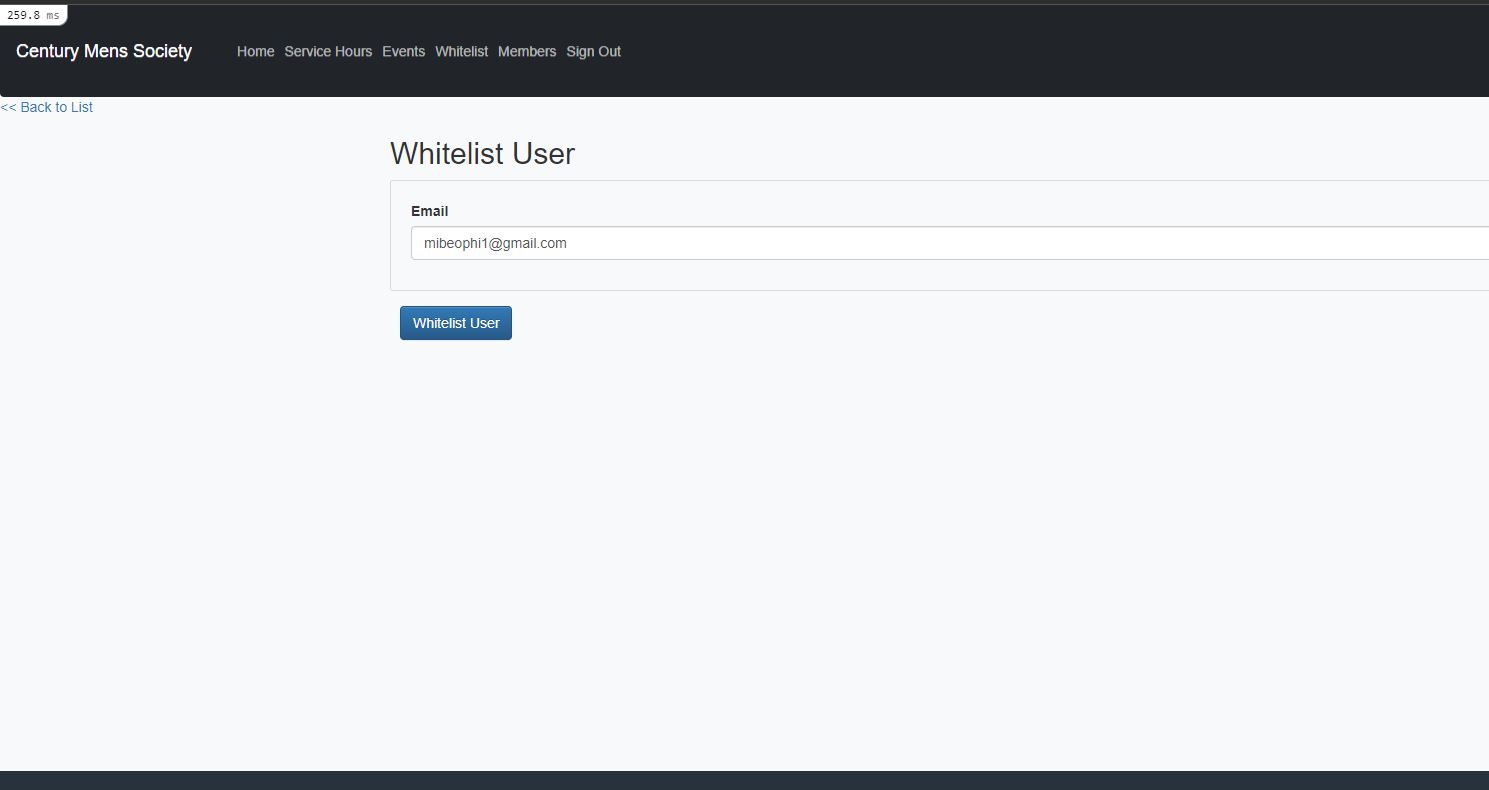 259.8 ms
Century Mens Society Home Service Hours Events Whitelist Members Sign Out
<< Back to List
Whitelist User
Email
mibeophi1@gmail.com
Whitelist User